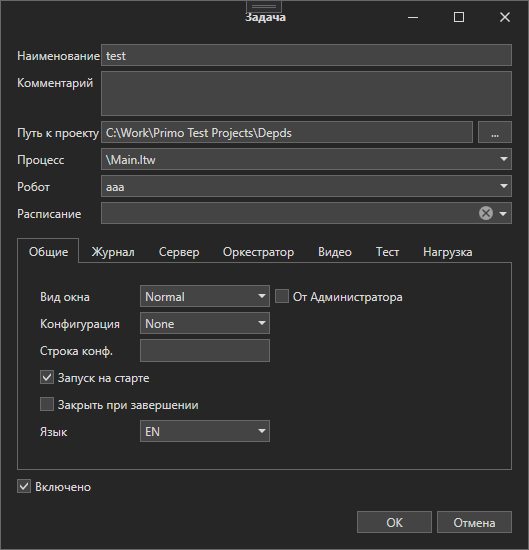 Задача
Наименование test
Комментарий
Путь к проекту C:\Work\Primo Test Projects\Depds ...
Процесс \Main.ltw
Робот aaa
Расписание
Общие Журнал Сервер Оркестратор Видео Тест Нагрузка
Вид окна Normal От Администратора
Конфигурация None
Строка конф.
Запуск на старте
Закрыть при завершении
Язык EN
Включено
OK Отмена